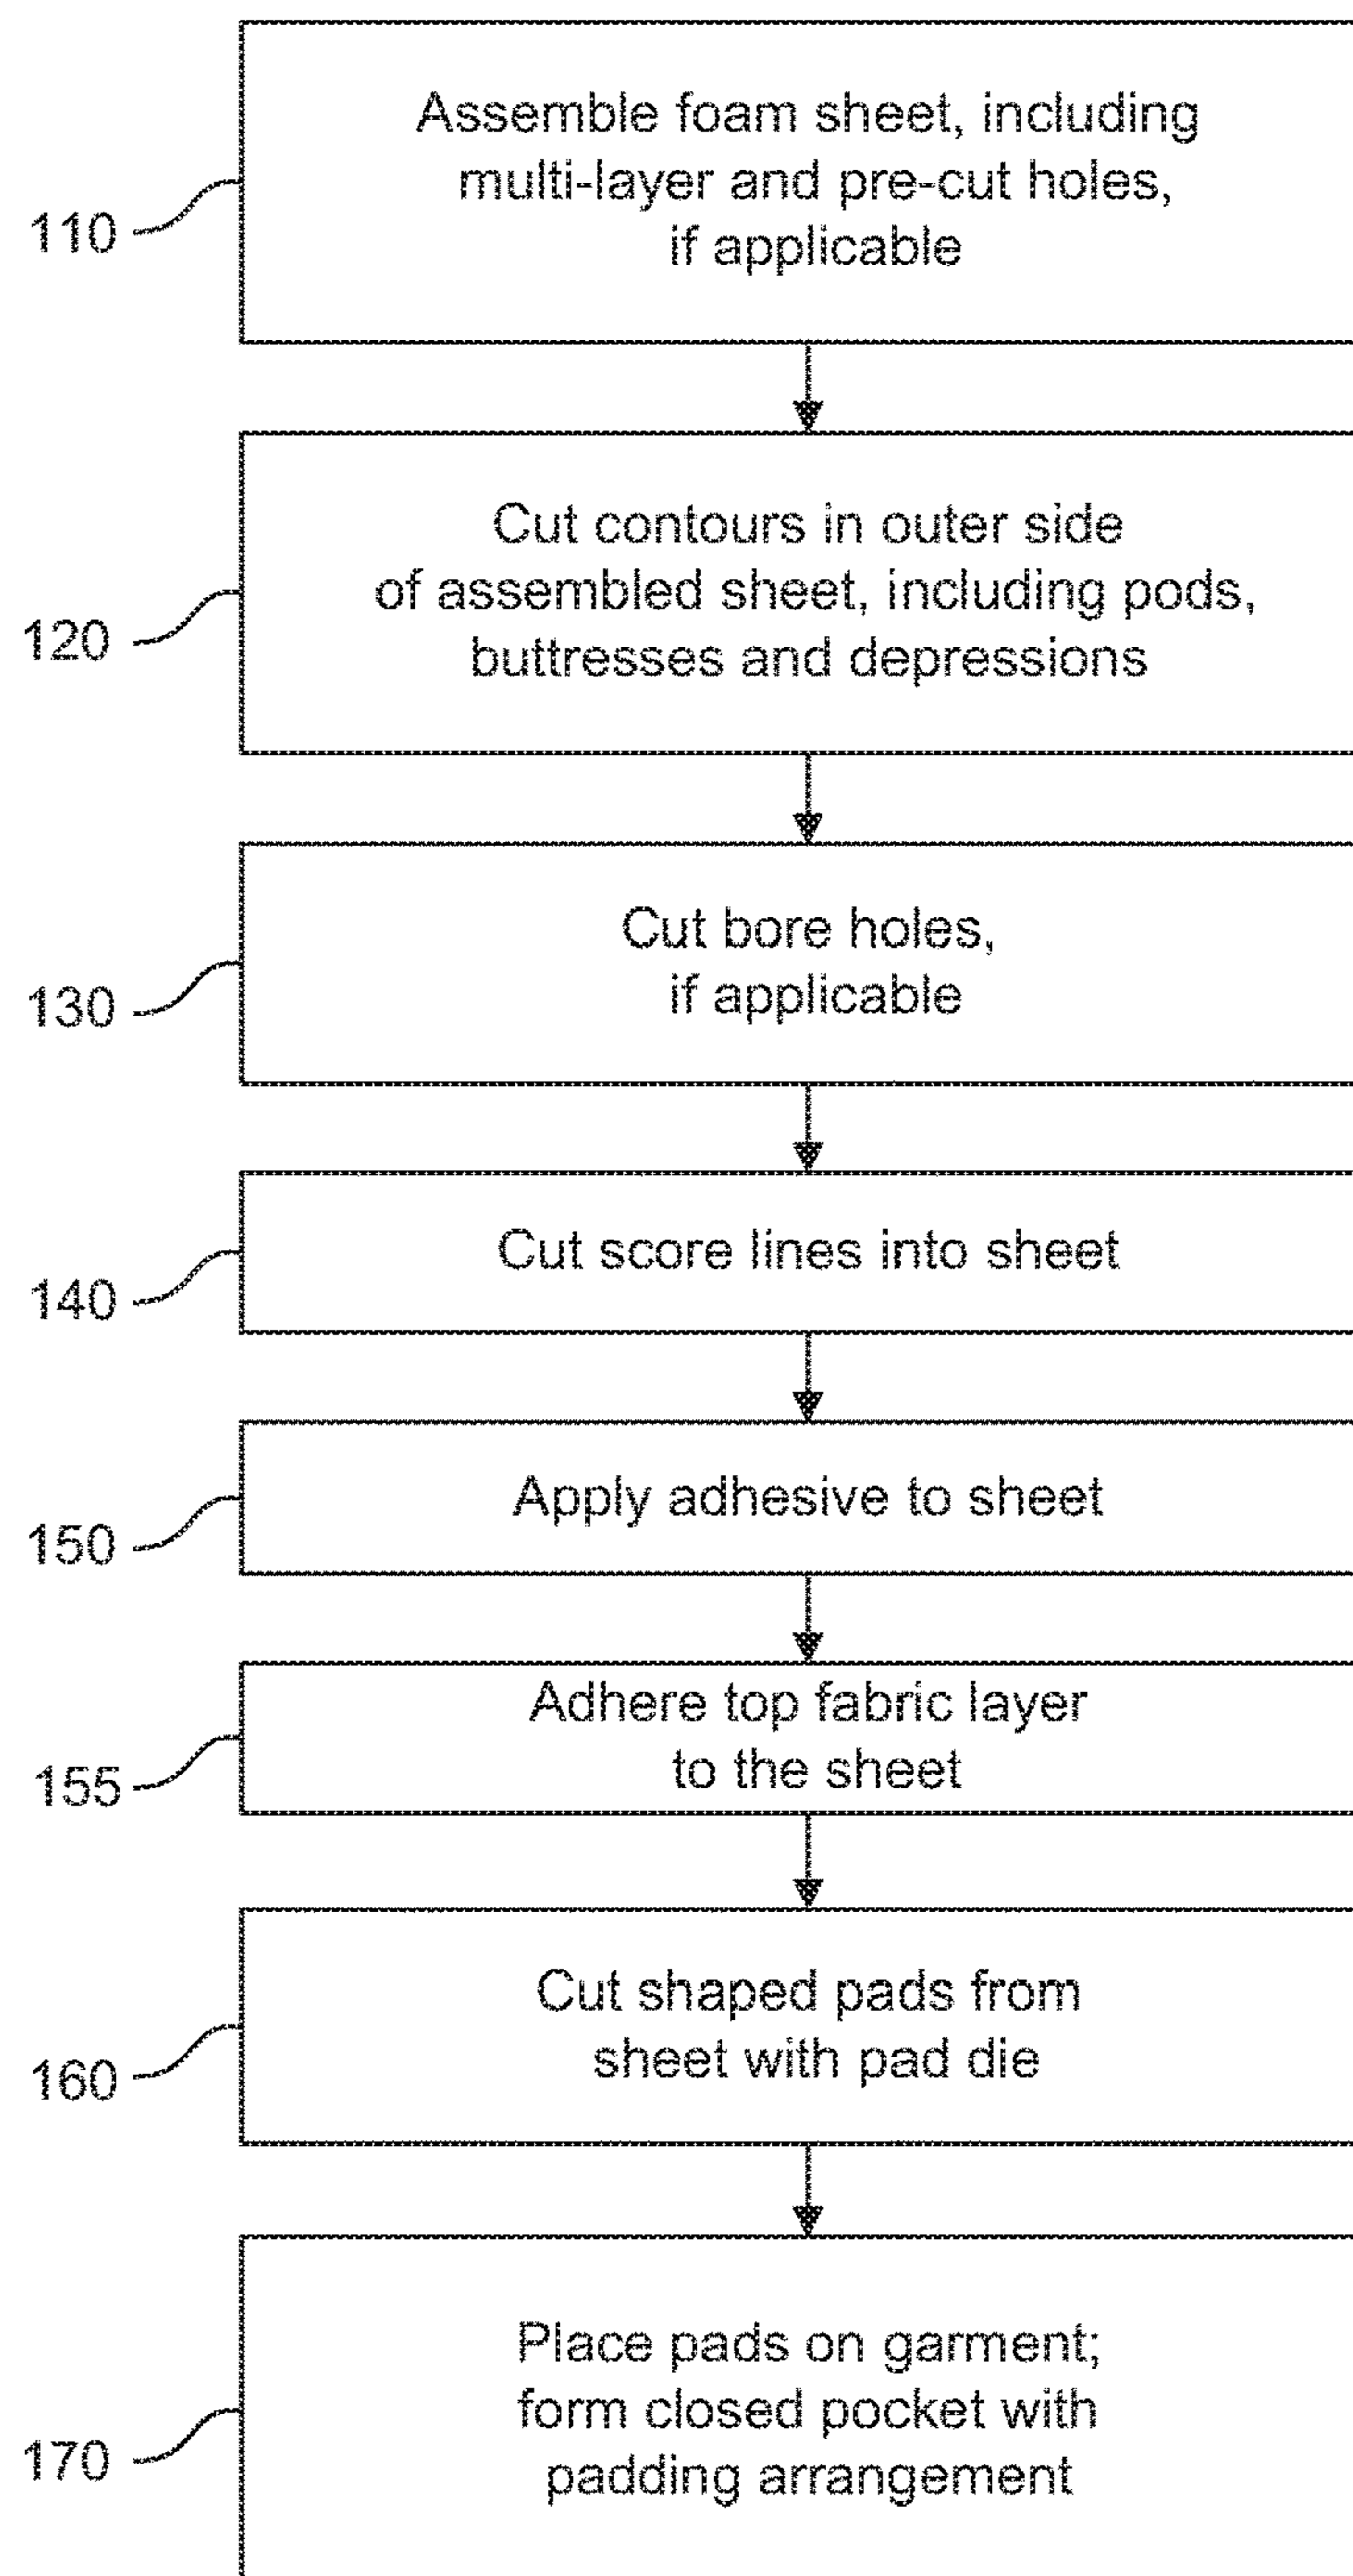 Assemble foam sheet, including
multi-layer and pre-cut holes,
if applicable
110
Cut contours in outer side
of assembled sheet, including pods,
buttresses and depressions
120
Cut bore holes,
if applicable
130
Cut score lines into sheet
140
Apply adhesive to sheet
150
Adhere top fabric layer
to the sheet
155
Cut shaped pads from
sheet with pad die
160
Place pads on garment;
form closed pocket with
padding arrangement
170